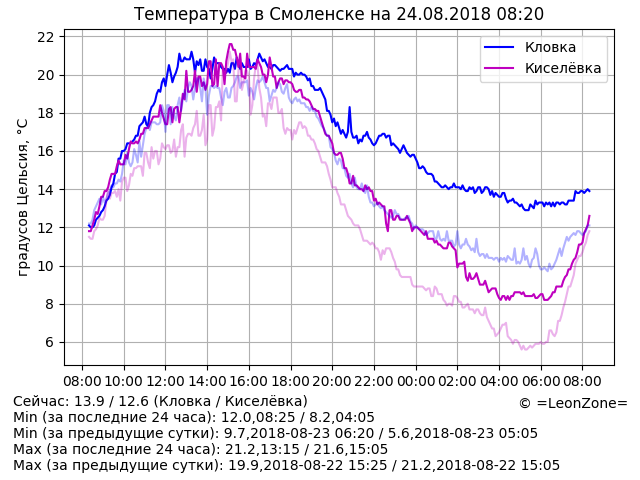 Температура в Смоленске на 24.08.2018 08:20
градусов Цельсия, °C
22
20
18
16
14
12
10
8
6
Кловка
Киселёвка
08:00 10:00 12:00 14:00 16:00 18:00 20:00 22:00 00:00 02:00 04:00 06:00 08:00
Сейчас: 13.9 / 12.6 (Кловка / Киселёвка)
© =LeonZone=
Min (за последние 24 часа): 12.0,08:25 / 8.2,04:05
Min (за предыдущие сутки): 9.7,2018-08-23 06:20 / 5.6,2018-08-23 05:05
Max (за последние 24 часа): 21.2,13:15 / 21.6,15:05
Max (за предыдущие сутки): 19.9,2018-08-22 15:25 / 21.2,2018-08-22 15:05